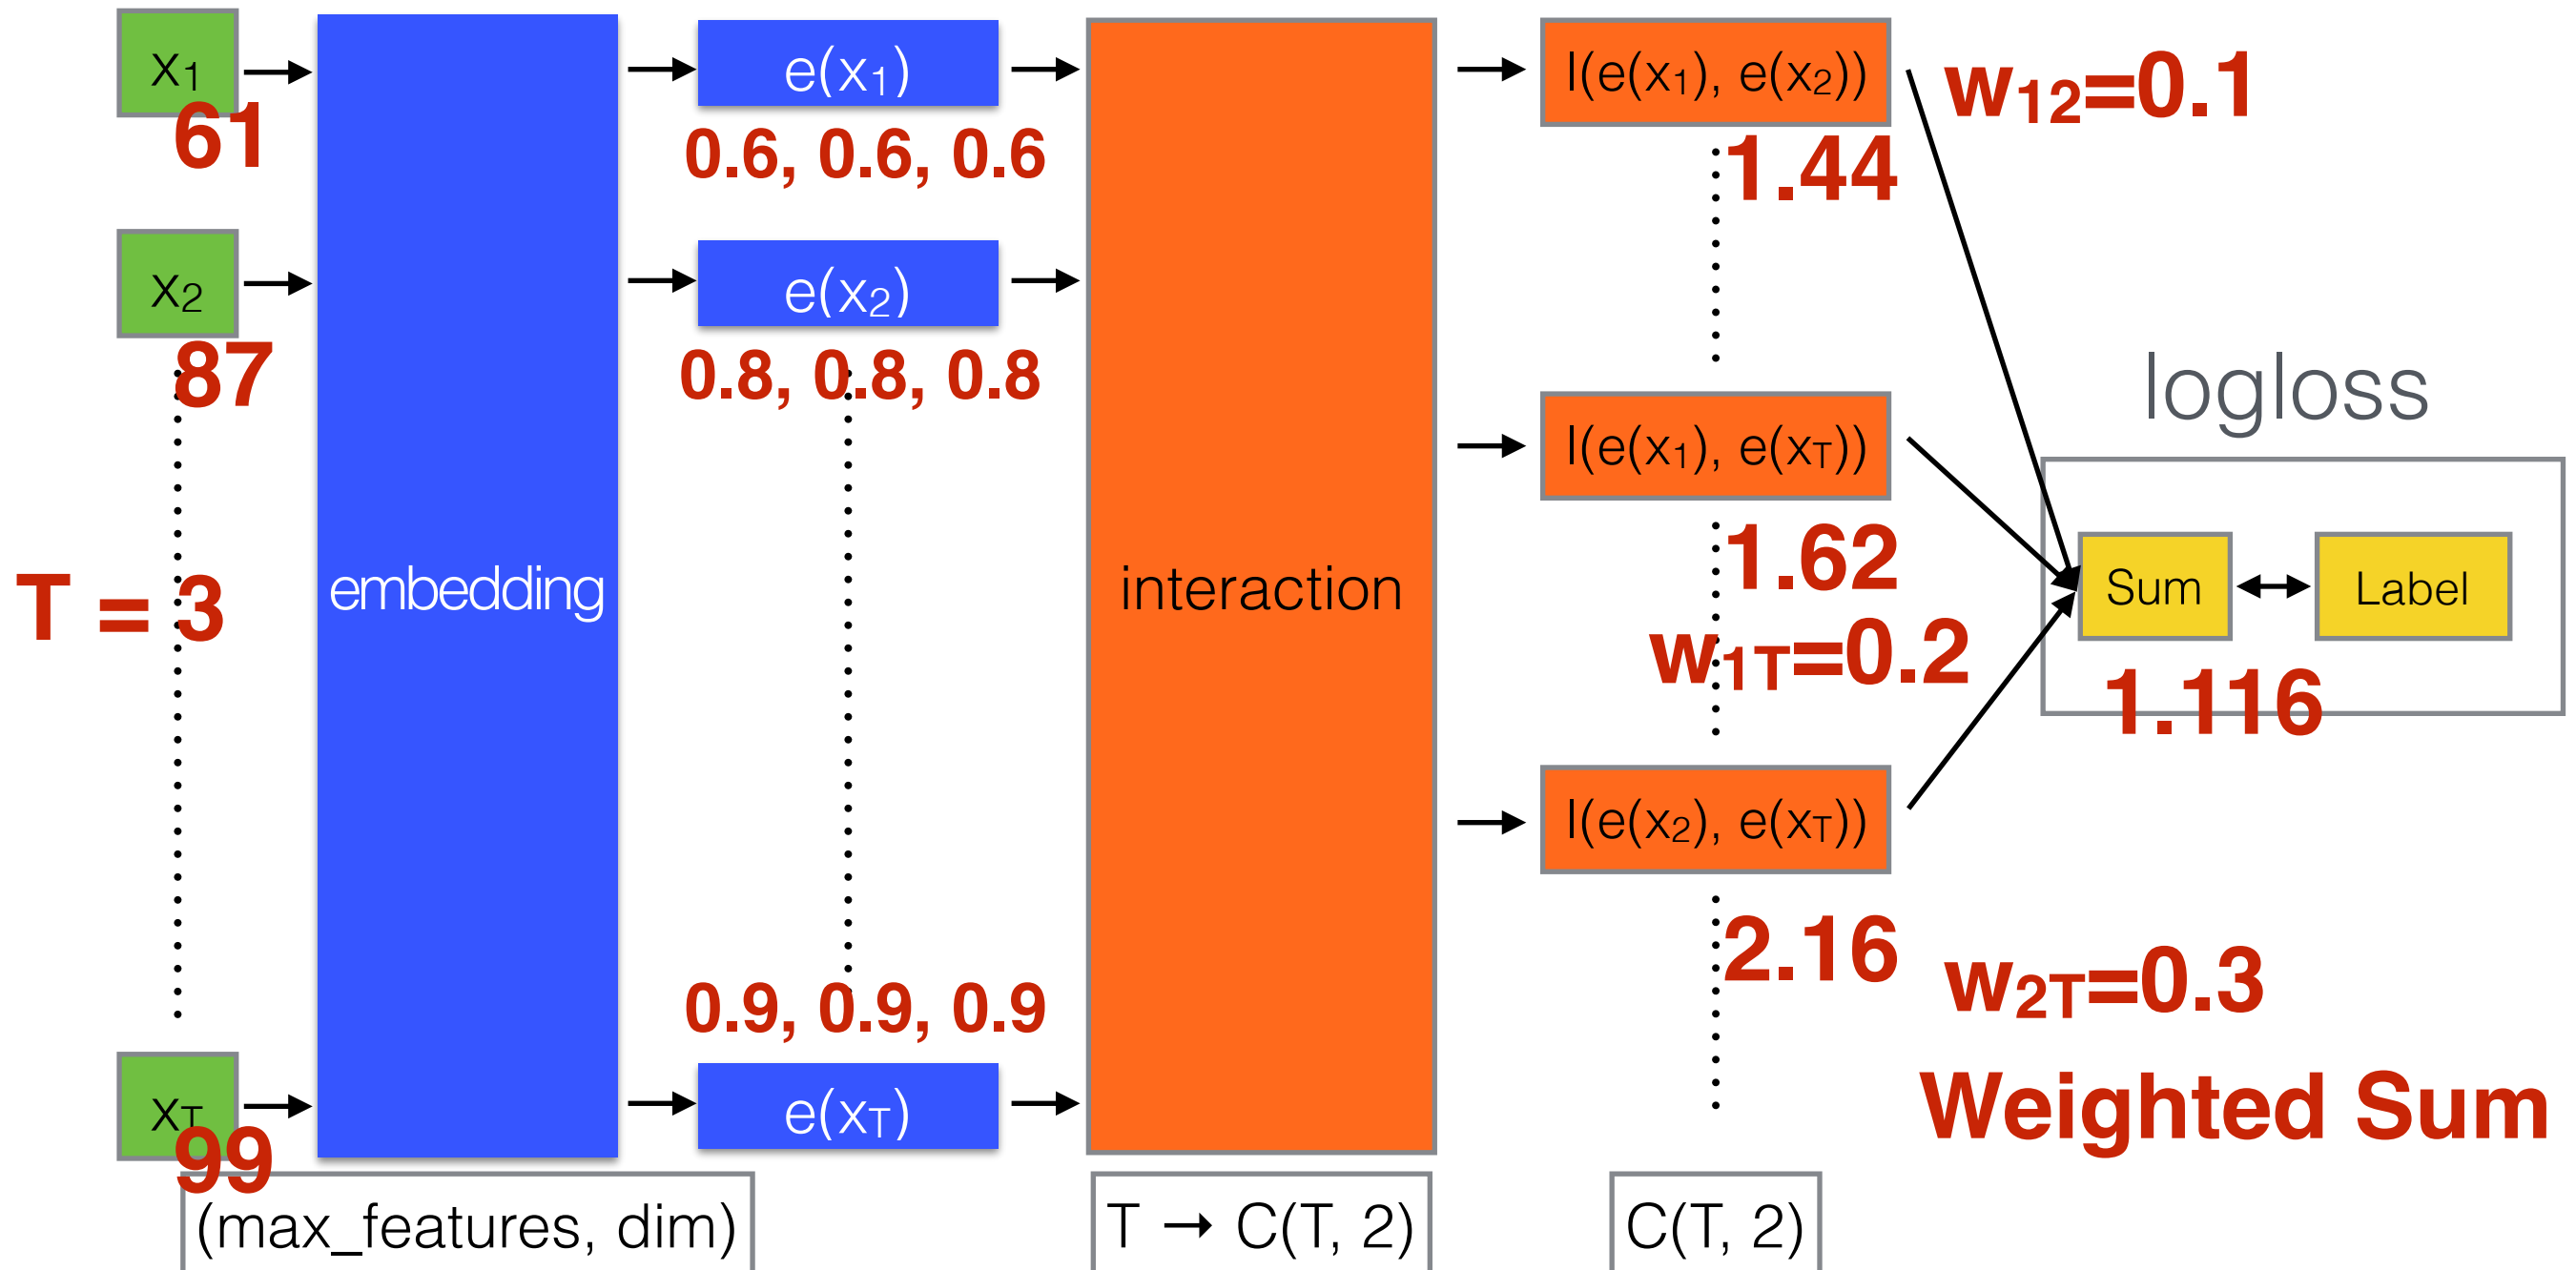 x1
61
e(x1)
0.6, 0.6, 0.6
I(e(x1), e(x2))
1.44
w12=0.1
x2
87
e(x2)
0.8, 0.8, 0.8
logloss
I(e(x1), e(xT))
1.62
w1T=0.2
T = 3
embedding
interaction
Sum
Label
1.116
I(e(x2), e(xT))
2.16
w2T=0.3
Weighted Sum
0.9, 0.9, 0.9
xT
99
e(xT)
(max_features, dim)
T → C(T, 2)
C(T, 2)